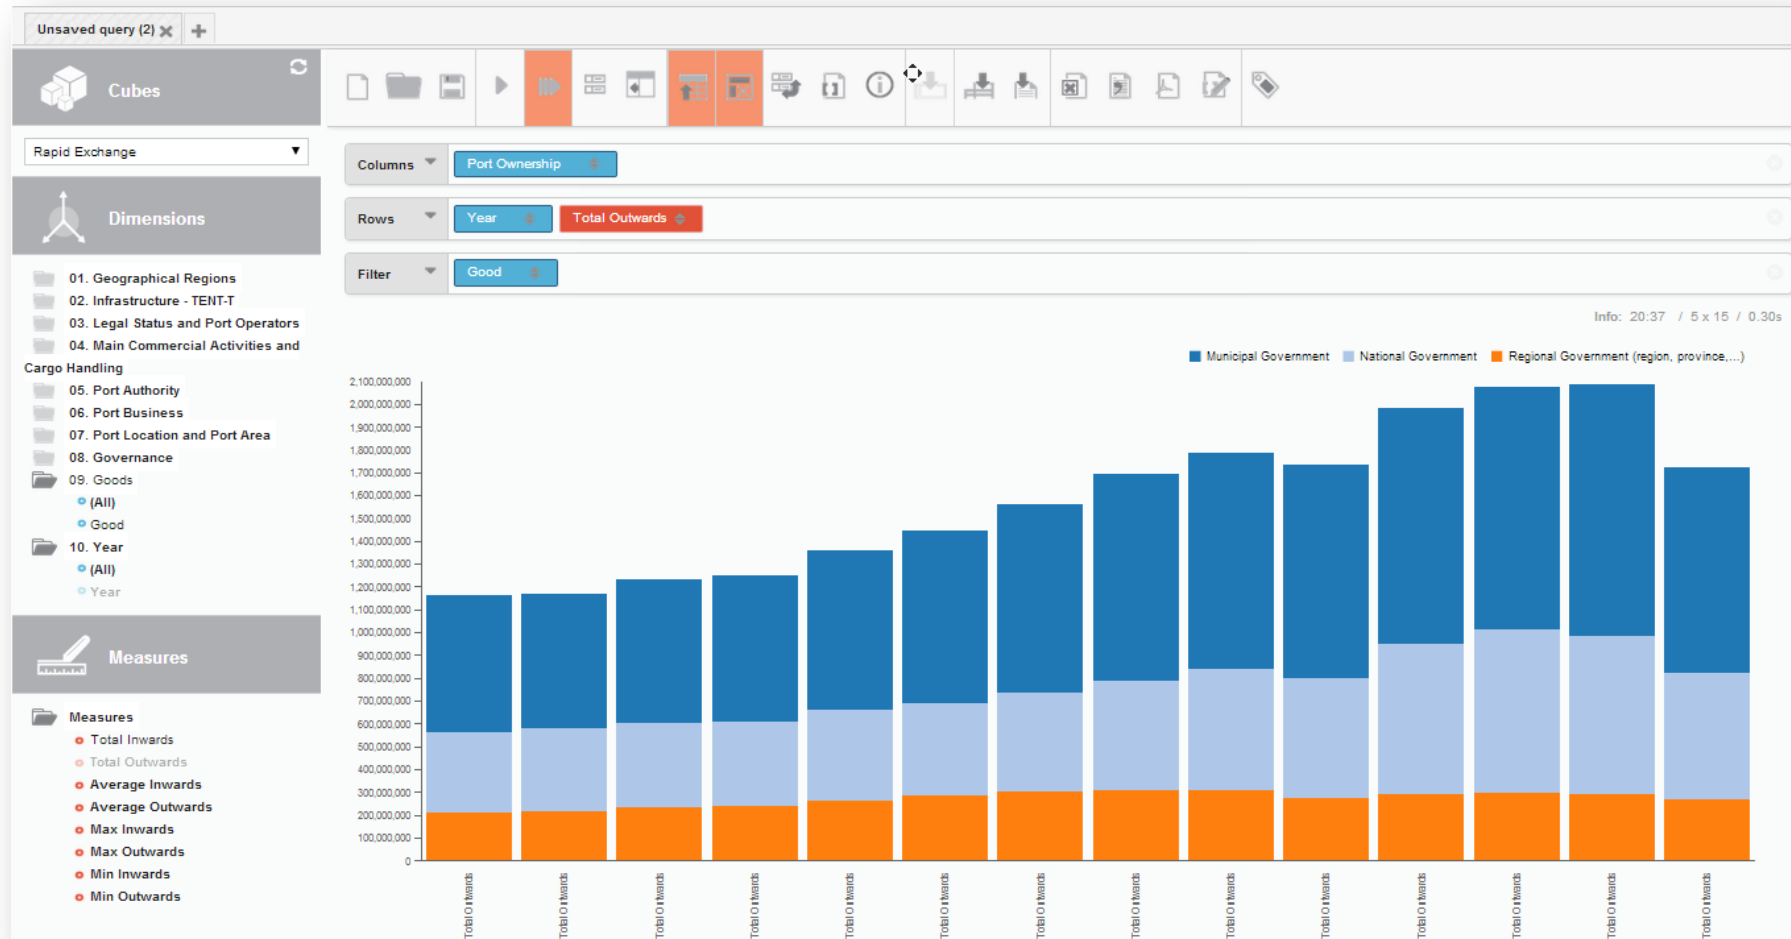 Unsaved query (2)
Cubes
Rapid Exchange
Dimensions
01. Geographical Regions
02. Infrastructure - TENT-T
03. Legal Status and Port Operators
04. Main Commercial Activities and
Cargo Handling
05. Port Authority
06. Port Business
07. Port Location and Port Area
08. Governance
09. Goods
(All)
Good
10. Year
(All)
Year
Measures
Measures
Total Inwards
Total Outwards
Average Inwards
Average Outwards
Max Inwards
Max Outwards
Min Inwards
Min Outwards
Columns Port Ownership
Rows Year Total Outwards
Filter Good
Info: 20:37 / 5 x 15 / 0.30s
Municipal Government National Government Regional Government (region, province,...)
2,100,000,000
2,000,000,000
1,900,000,000
1,800,000,000
1,700,000,000
1,600,000,000
1,500,000,000
1,400,000,000
1,300,000,000
1,200,000,000
1,100,000,000
1,000,000,000
900,000,000
800,000,000
700,000,000
600,000,000
500,000,000
400,000,000
300,000,000
200,000,000
100,000,000
0
Total Outwards
Total Outwards
Total Outwards
Total Outwards
Total Outwards
Total Outwards
Total Outwards
Total Outwards
Total Outwards
Total Outwards
Total Outwards
Total Outwards
Total Outwards
Total Outwards